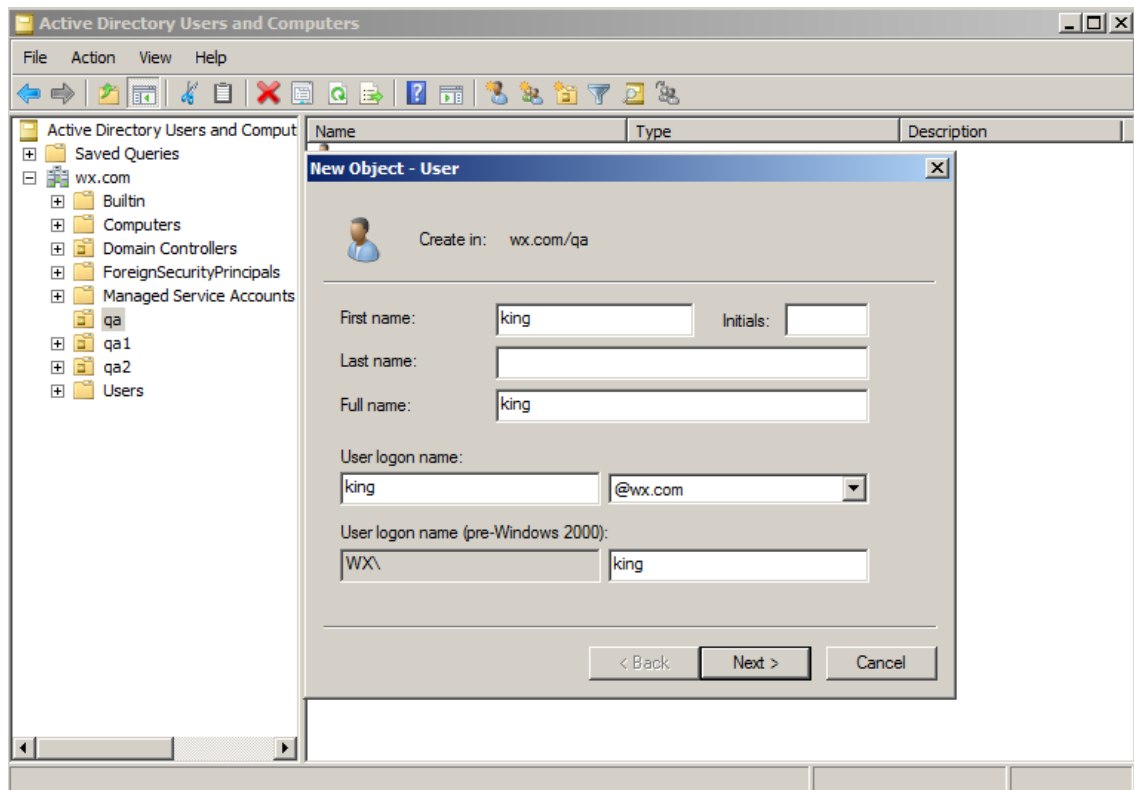 Active Directory Users and Computers
File Action View Help
Active Directory Users and Comput
Name Type Description
Saved Queries
wx.com
Builtin
Computers
Domain Controllers
ForeignSecurityPrincipals
Managed Service Accounts
qa
qa1
qa2
Users
New Object - User
Create in: wx.com/qa
First name: king Initials:
Last name:
Full name: king
User logon name:
king @wx.com
User logon name (pre-Windows 2000):
WX\ king
< Back Next > Cancel